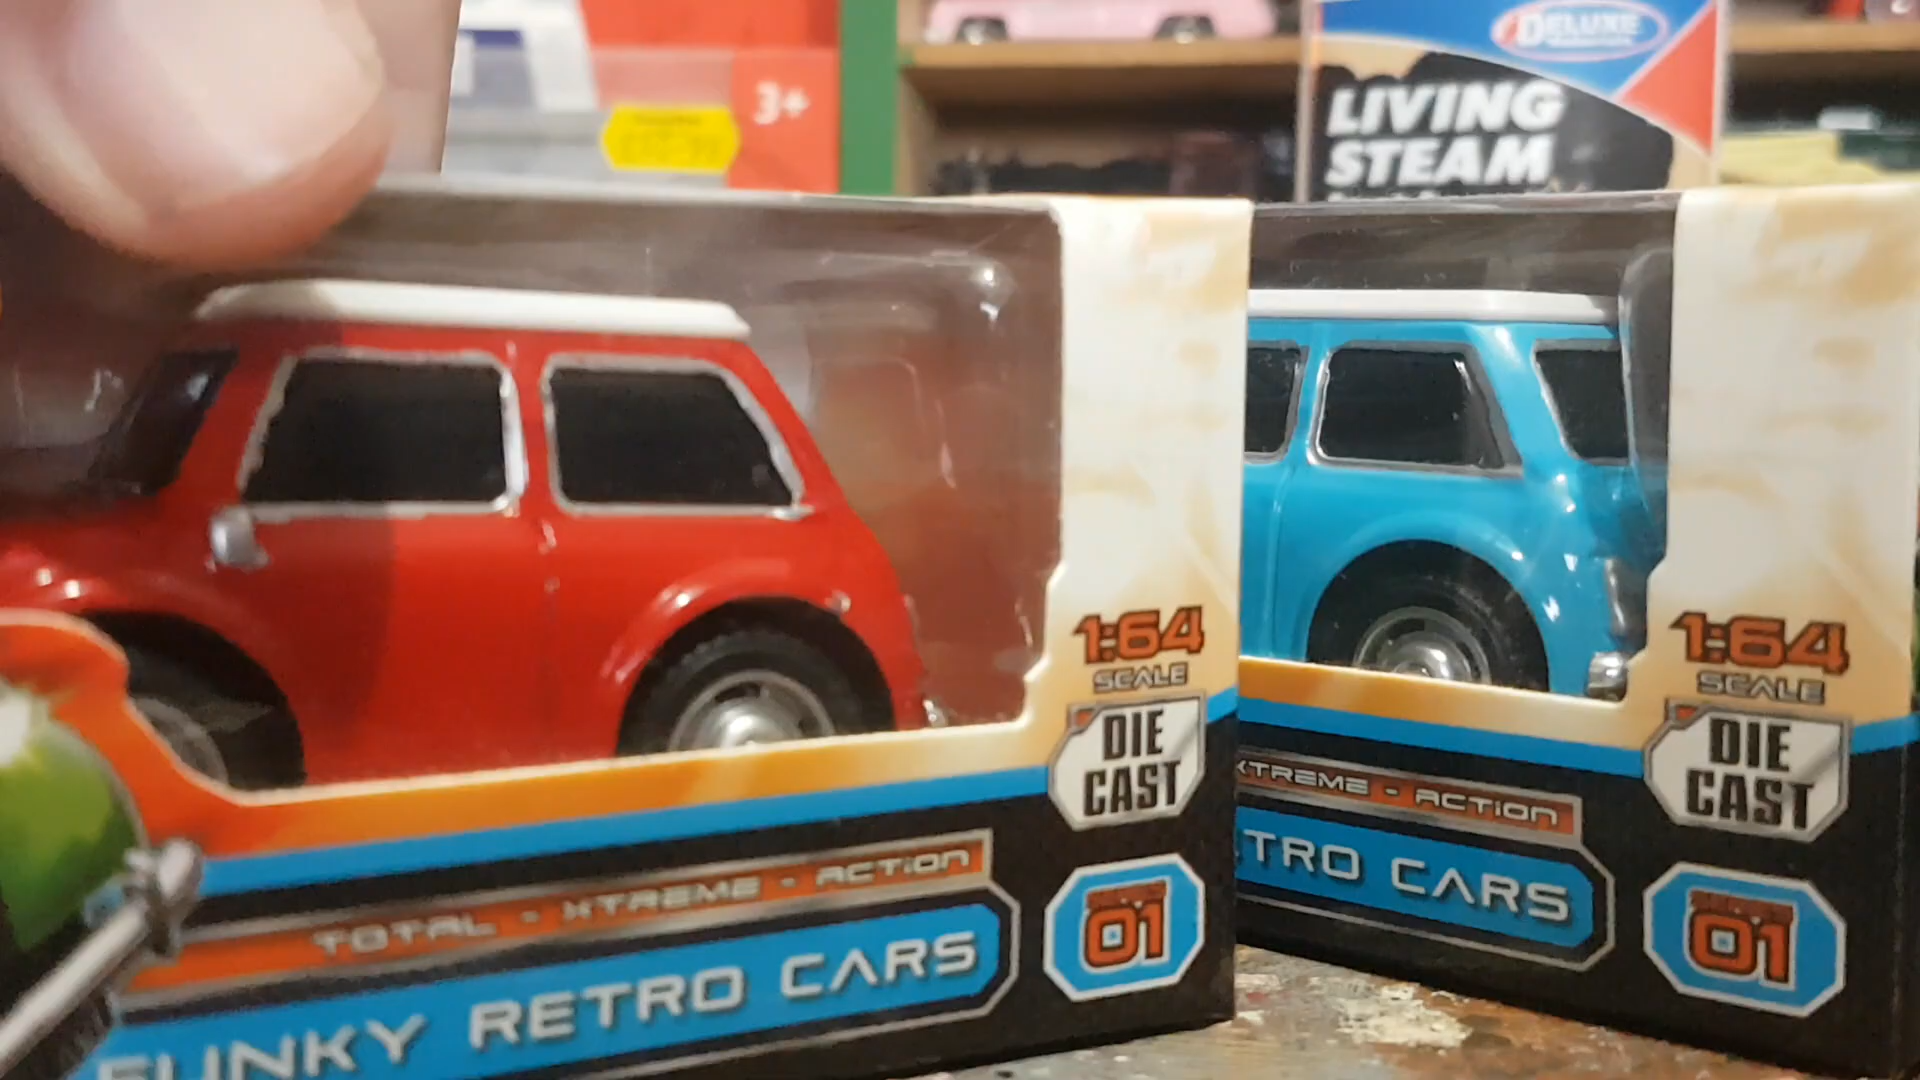 3+
DELUXE
LIVING
STEAM
1:64
SCALE
DIE
CAST
TOTAL - XTREME - ACTION
FUNKY RETRO CARS
01
1:64
SCALE
DIE
CAST
XTREME - ACTION
TRO CARS
01